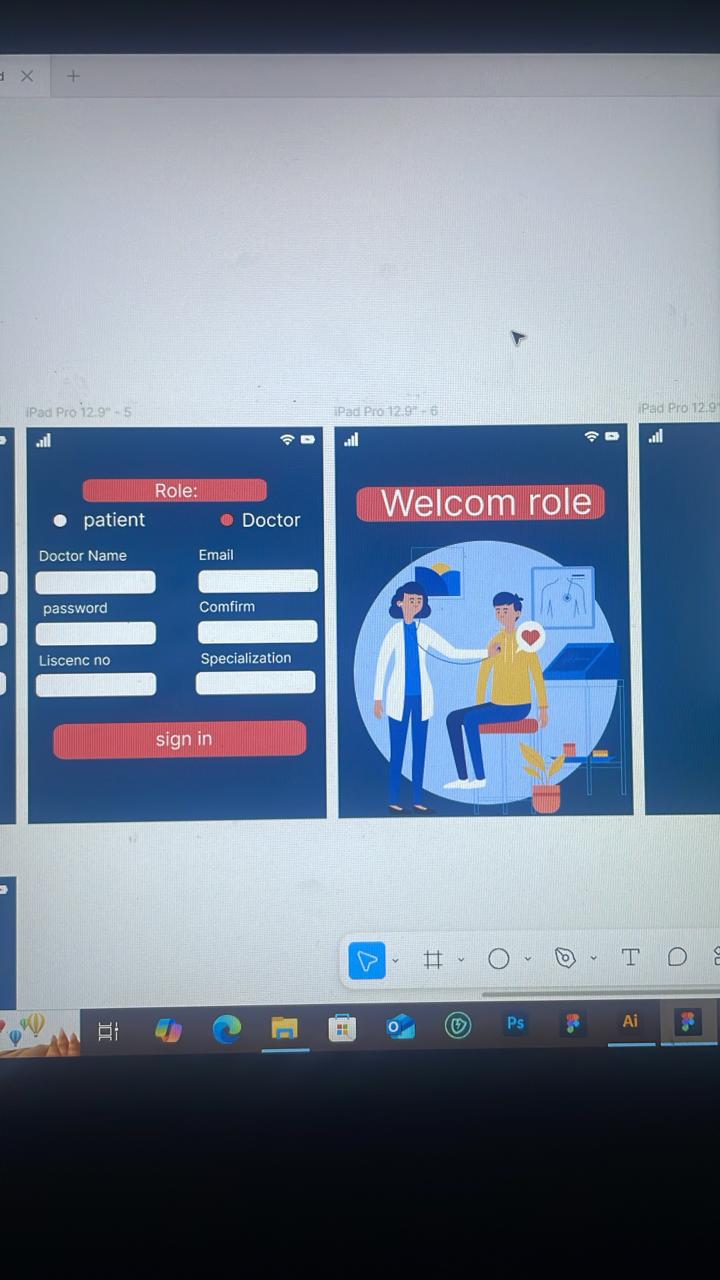 d
iPad Pro 12.9" - 5
iPad Pro 12.9" - 6
iPad Pro 12.9"
Role:
patient
Doctor
Doctor Name
Email
password
Comfirm
Liscenc no
Specialization
sign in
Welcom role
T
Ps
Ai